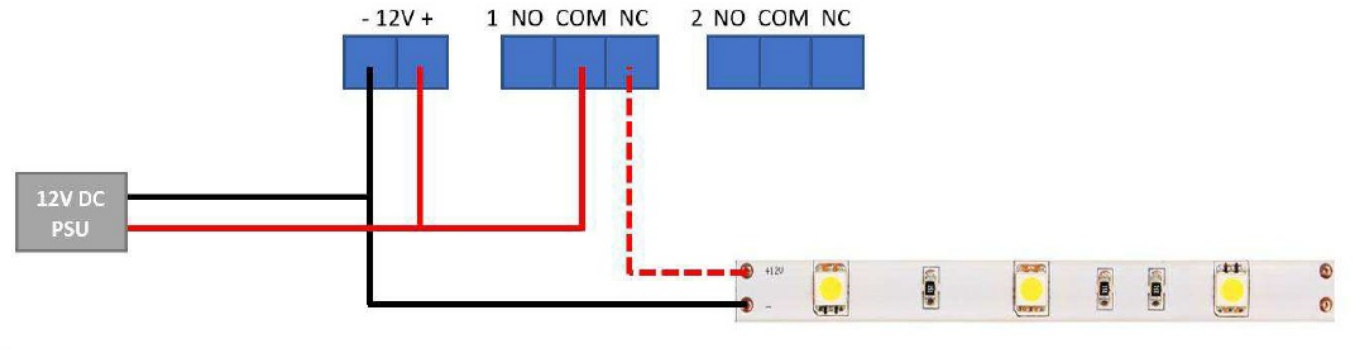 - 12V + 1 NO COM NC 2 NO COM NC
12V DC
PSU
+12V
-